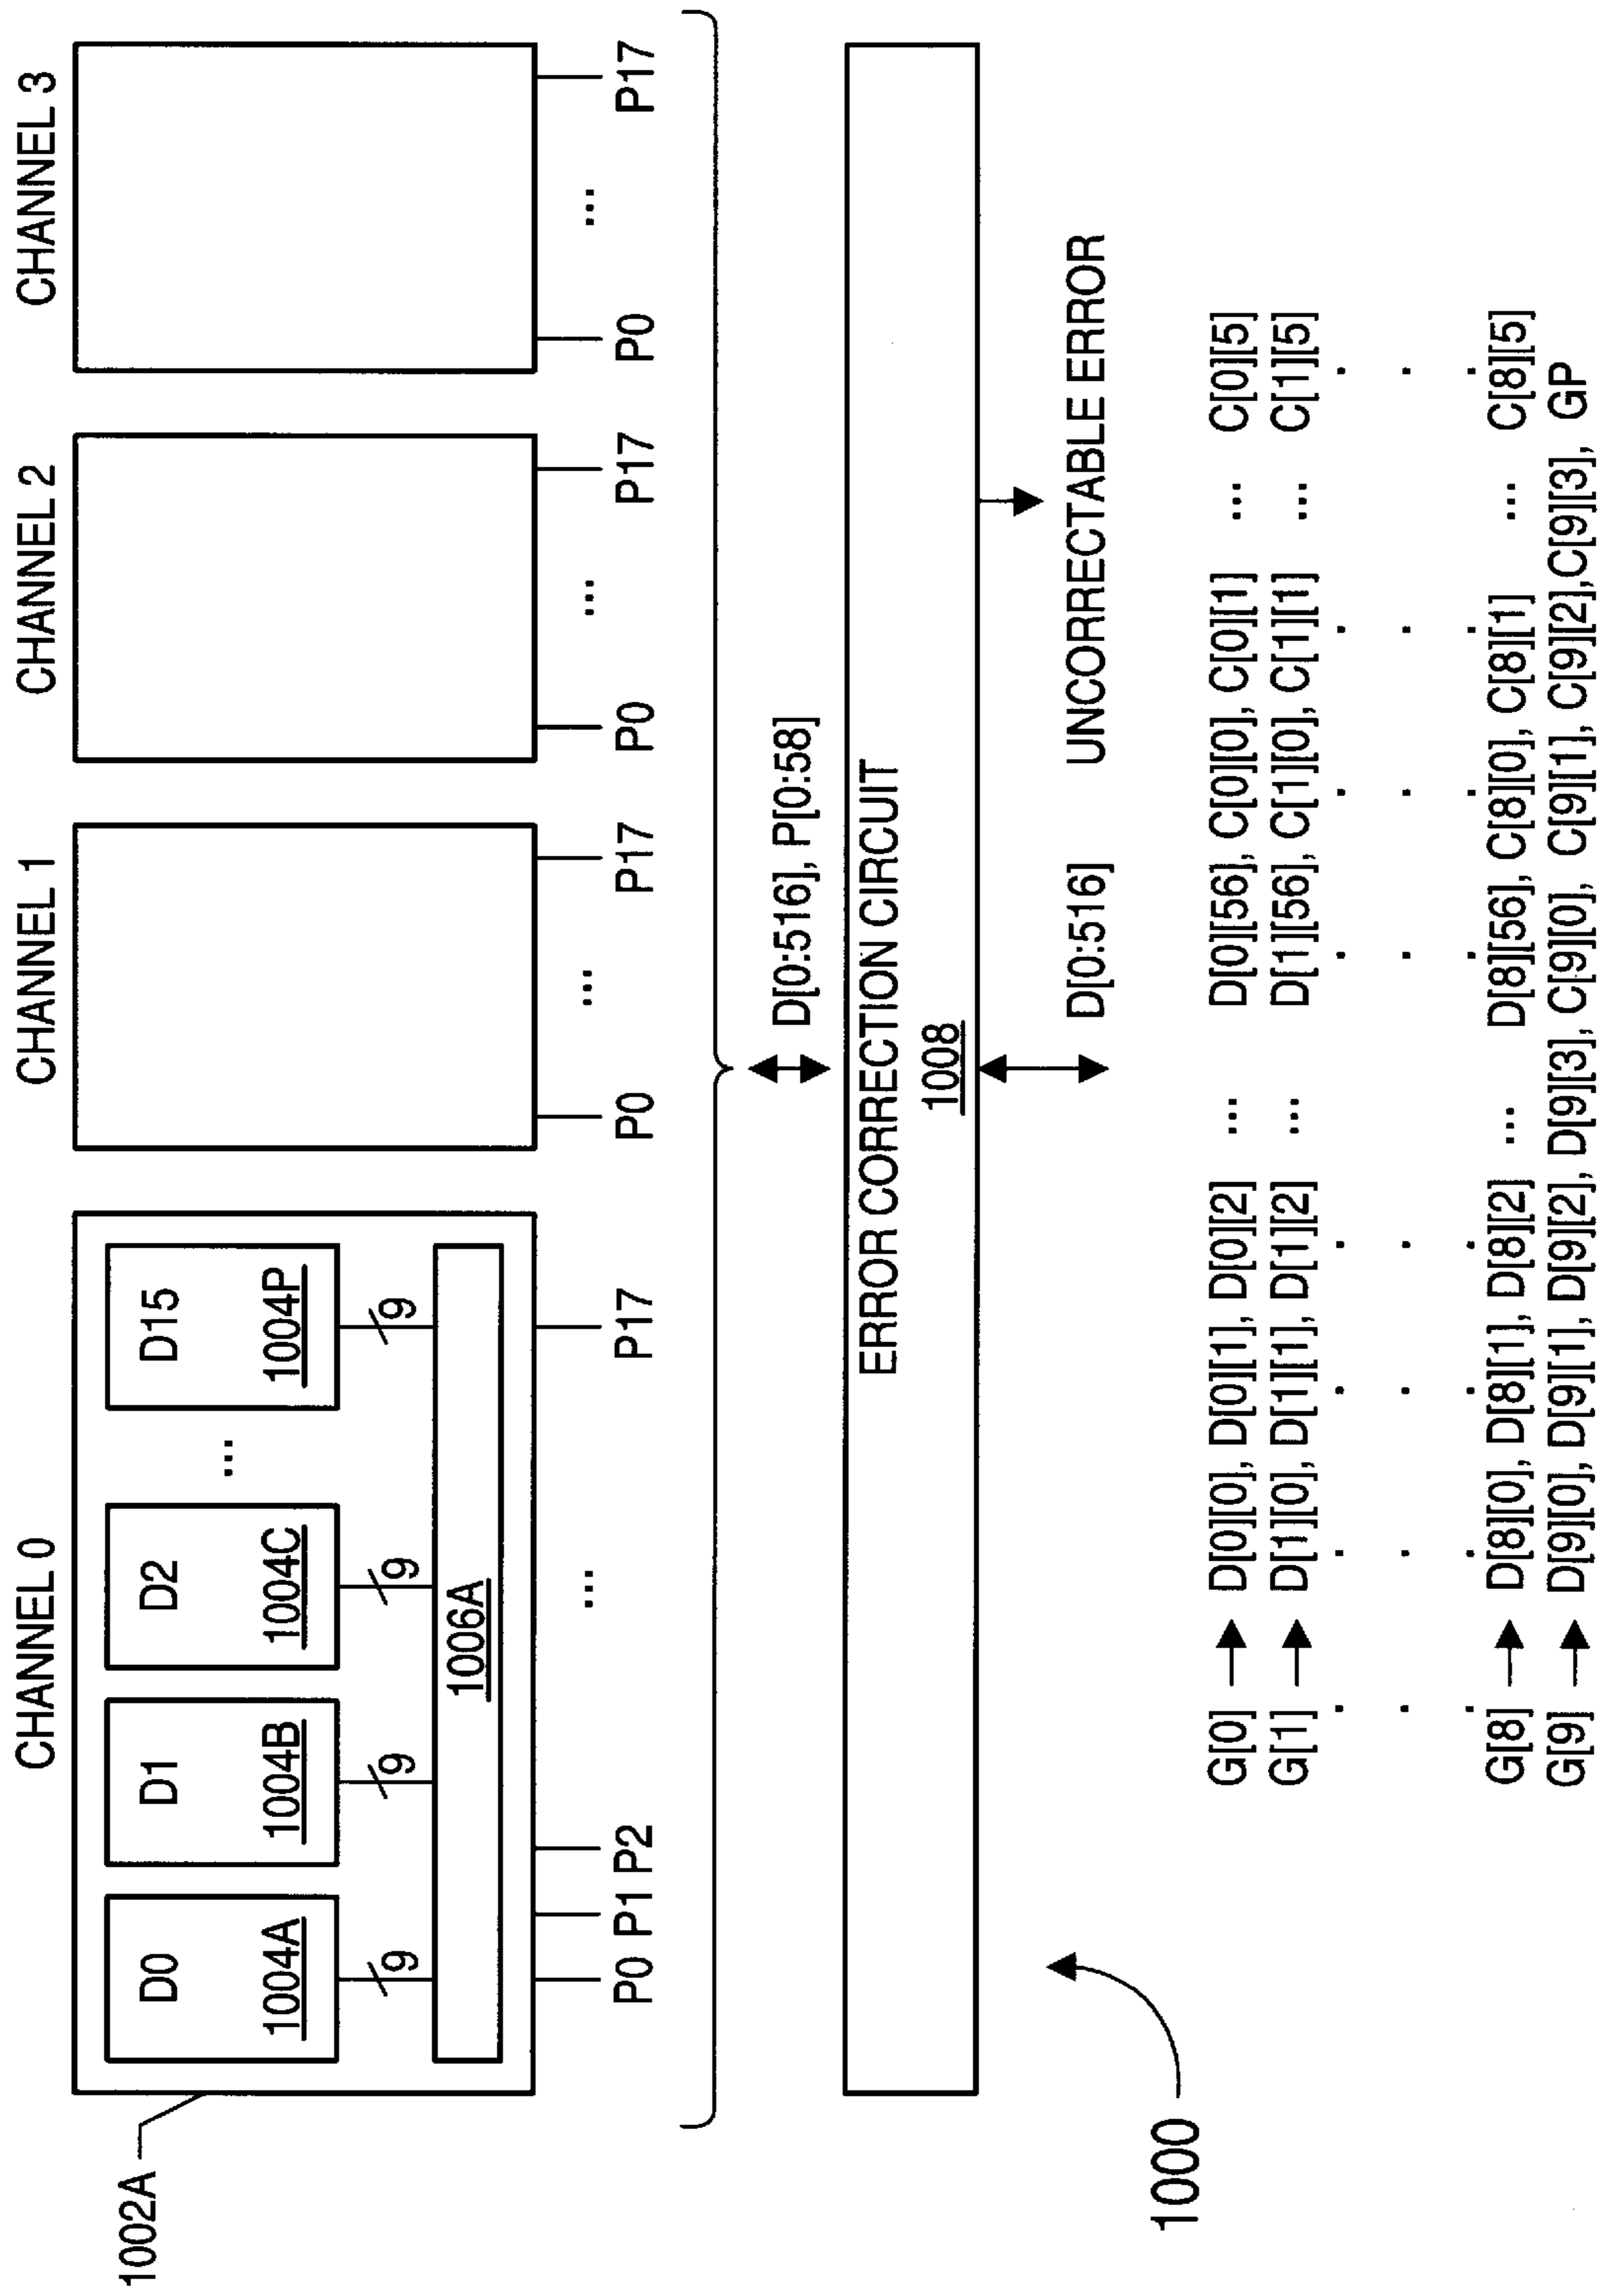 CHANNEL 0 CHANNEL 1 CHANNEL 2 CHANNEL 3
1002A
D0 D1 D2 ... D15
1004A 1004B 1004C 1004P
9 9 9 9
1006A
P0 P1 P2 ... P17 P0 ... P17 P0 ... P17 P0 ... P17
D[0:516], P[0:58]
ERROR CORRECTION CIRCUIT
1008
1000
D[0:516] UNCORRECTABLE ERROR
G[0] → D[0][0], D[0][1], D[0][2] ... D[0][56], C[0][0], C[0][1] ... C[0][5]
G[1] → D[1][0], D[1][1], D[1][2] ... D[1][56], C[1][0], C[1][1] ... C[1][5]
. . . . . . . .
. . . . . . . .
. . . . . . . .
G[8] → D[8][0], D[8][1], D[8][2] ... D[8][56], C[8][0], C[8][1] ... C[8][5]
G[9] → D[9][0], D[9][1], D[9][2], D[9][3], C[9][0], C[9][1], C[9][2], C[9][3], GP